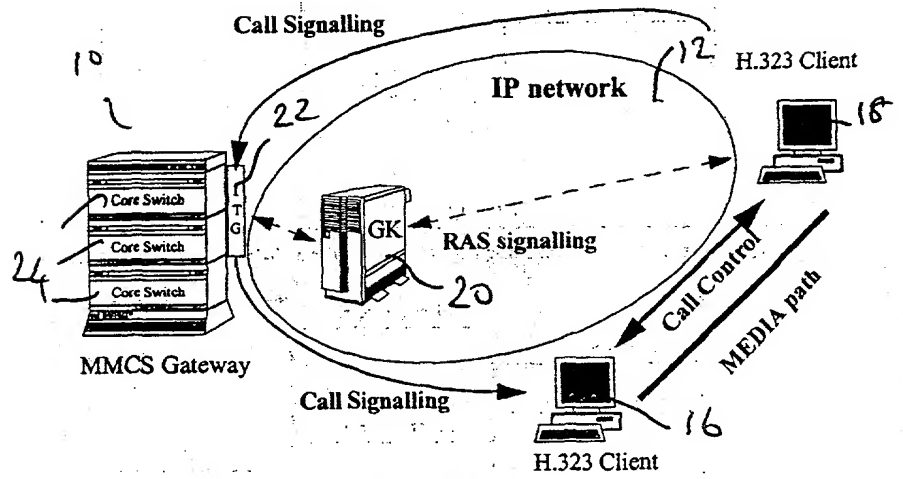 Call Signalling
10
12
H.323 Client
IP network
22
18
Core Switch
ITG
GK
RAS signalling
Core Switch
24
20
Core Switch
Call Control
MEDIA path
MMCS Gateway
Call Signalling
16
H.323 Client